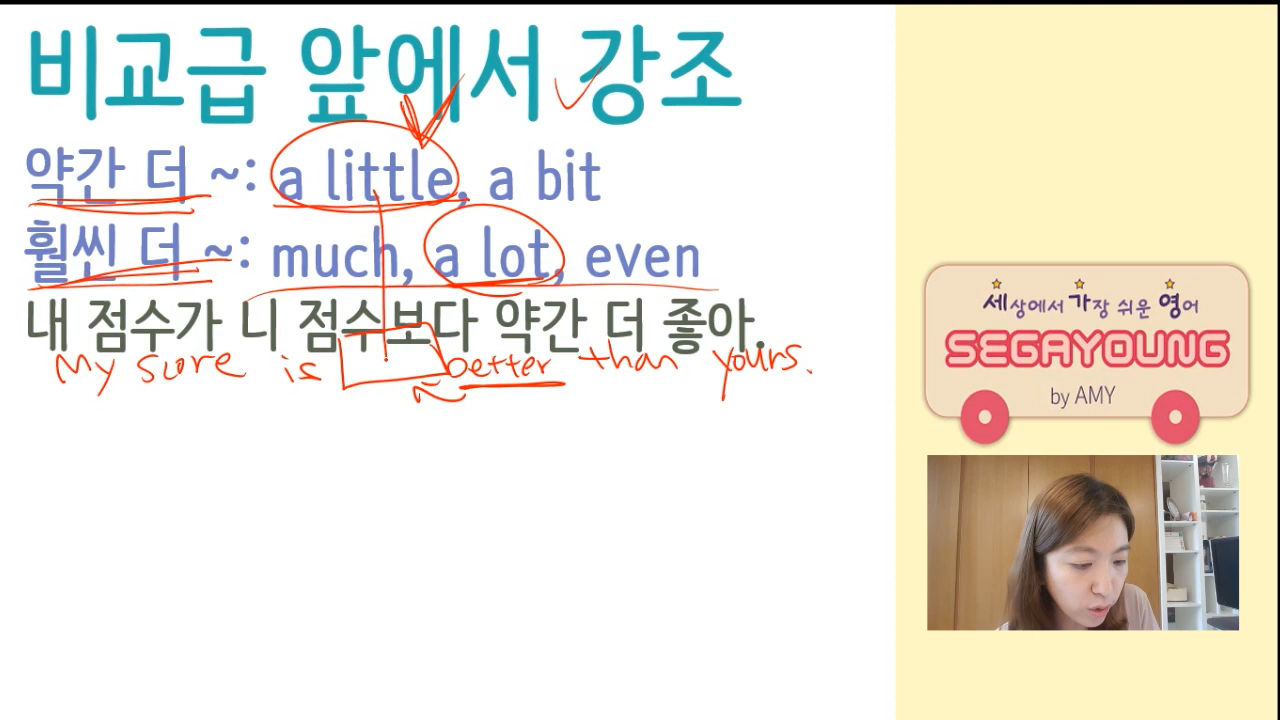 비교급 앞에서 강조
약간 더 ~: a little, a bit
훨씬 더 ~: much, a lot, even
내 점수가 니 점수보다 약간 더 좋아.
My score is better than yours.
세상에서 가장 쉬운 영어
SEGAYOUNG
by AMY